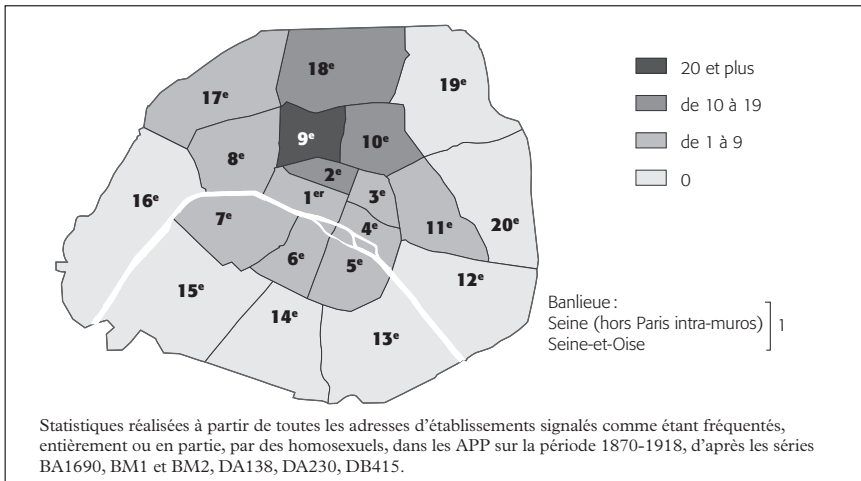 18e
19e
17e
9e
10e
8e
2e
16e
1er
3e
7e
4e
11e
20e
6e
5e
12e
15e
14e
13e
20 et plus
de 10 à 19
de 1 à 9
0
Banlieue :
Seine (hors Paris intra-muros)
Seine-et-Oise
1
Statistiques réalisées à partir de toutes les adresses d'établissements signalés comme étant fréquentés,
entièrement ou en partie, par des homosexuels, dans les APP sur la période 1870-1918, d'après les séries
BA1690, BM1 et BM2, DA138, DA230, DB415.